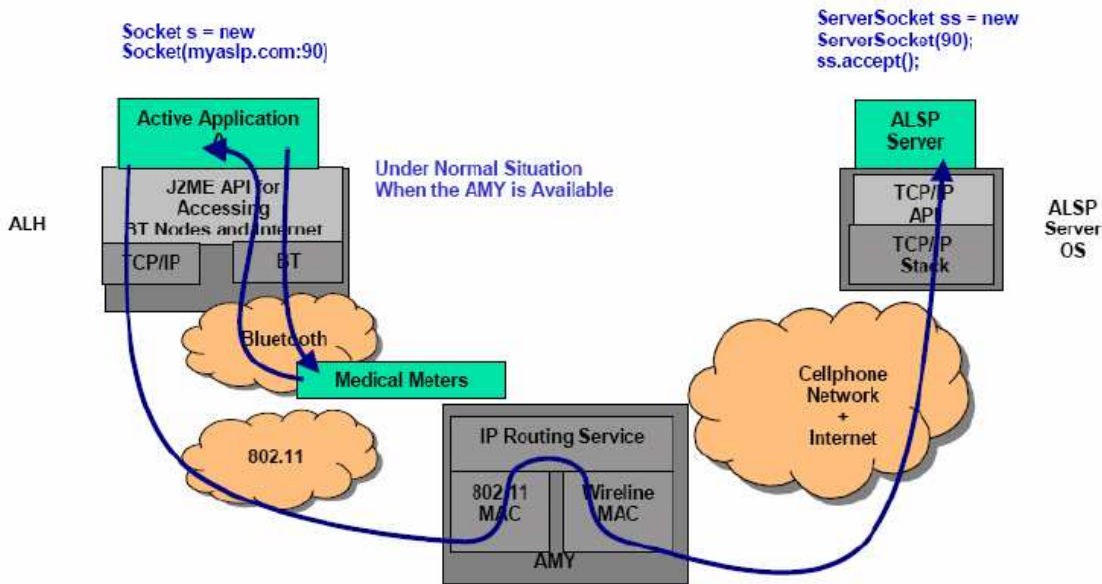 Socket s = new
Socket(myaslp.com:90)
ServerSocket ss = new
ServerSocket(90);
ss.accept();
Active Application
ALSP
Server
Under Normal Situation
When the AMY is Available
J2ME API for
Accessing
BT Nodes and Internet
TCP/IP
BT
ALH
TCP/IP
API
TCP/IP
Stack
ALSP
Server
OS
Bluetooth
Medical Meters
802.11
IP Routing Service
802.11
MAC
Wireline
MAC
AMY
Cellphone
Network
+
Internet